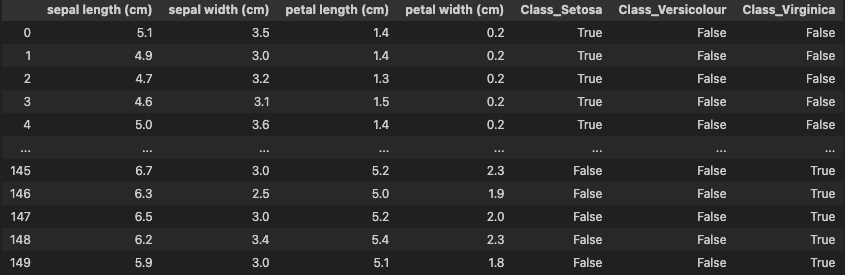 sepal length (cm) sepal width (cm) petal length (cm) petal width (cm) Class_Setosa Class_Versicolour Class_Virginica
0 5.1 3.5 1.4 0.2 True False False
1 4.9 3.0 1.4 0.2 True False False
2 4.7 3.2 1.3 0.2 True False False
3 4.6 3.1 1.5 0.2 True False False
4 5.0 3.6 1.4 0.2 True False False
... ... ... ... ... ... ... ...
145 6.7 3.0 5.2 2.3 False False True
146 6.3 2.5 5.0 1.9 False False True
147 6.5 3.0 5.2 2.0 False False True
148 6.2 3.4 5.4 2.3 False False True
149 5.9 3.0 5.1 1.8 False False True